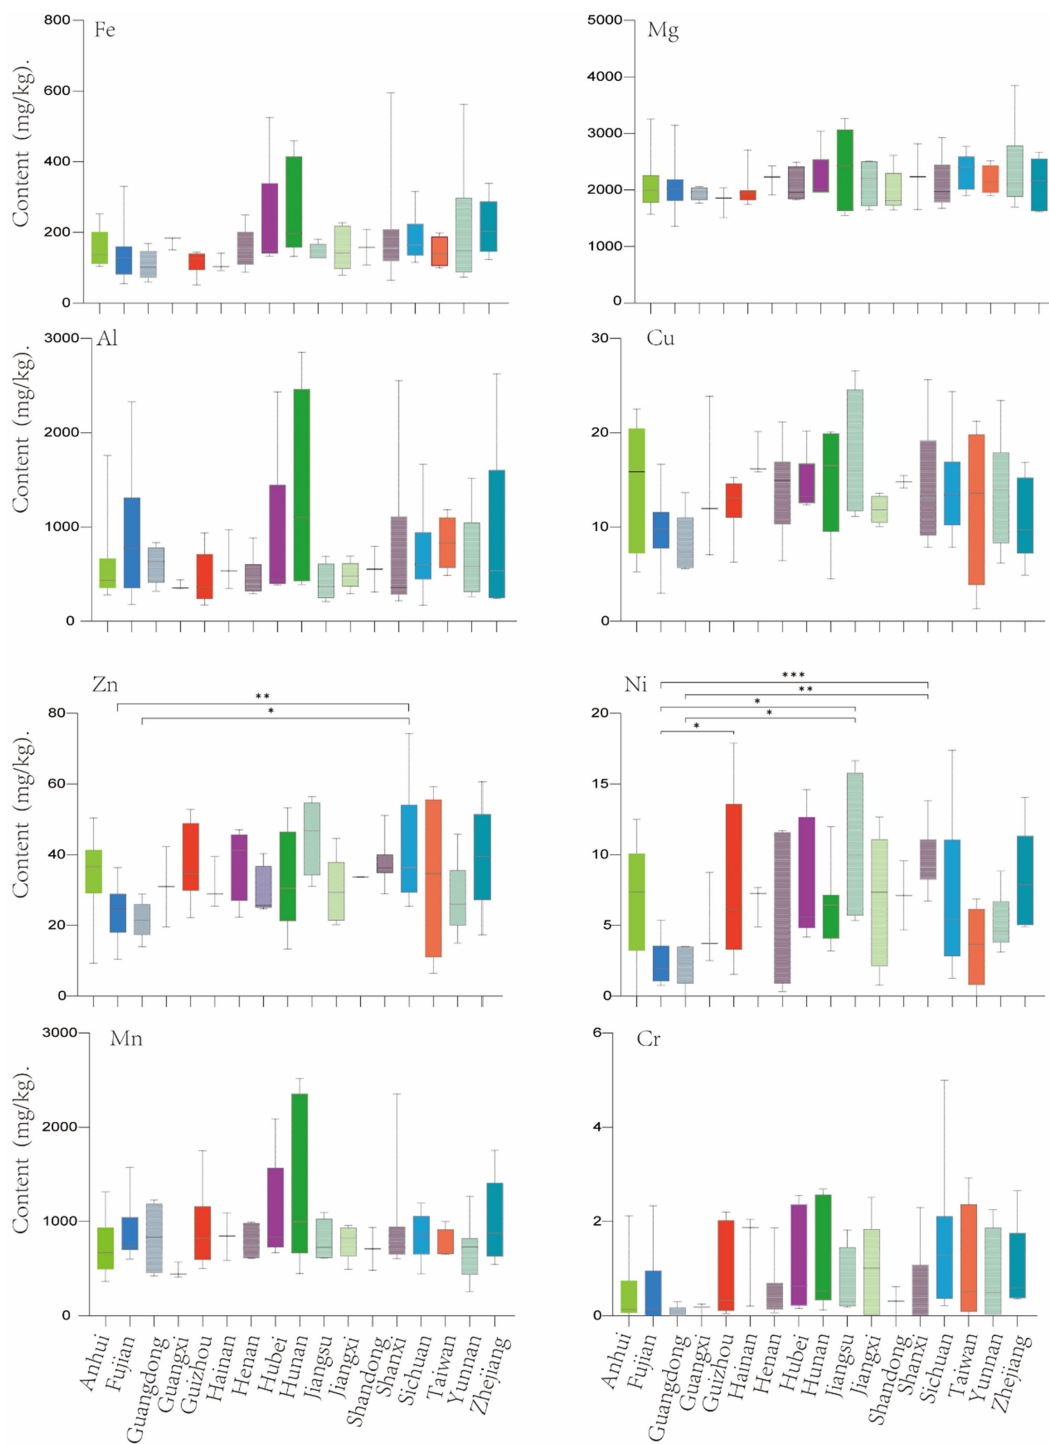 Fe
Content (mg/kg).
800
600
400
200
0
Mg
5000
4000
3000
2000
1000
0
Al
Content (mg/kg).
3000
2000
1000
0
Cu
30
20
10
0
Zn
Content (mg/kg).
80
60
40
20
0
**
*
Ni
20
15
10
5
0
***
**
*
*
*
Mn
Content (mg/kg).
3000
2000
1000
0
Cr
6
4
2
0
Anhui
Fujian
Guangdong
Guangxi
Guizhou
Hainan
Henan
Hubei
Hunan
Jiangsu
Jiangxi
Shandong
Shanxi
Sichuan
Taiwan
Yunnan
Zhejiang
Anhui
Fujian
Guangdong
Guangxi
Guizhou
Hainan
Henan
Hubei
Hunan
Jiangsu
Jiangxi
Shandong
Shanxi
Sichuan
Taiwan
Yunnan
Zhejiang